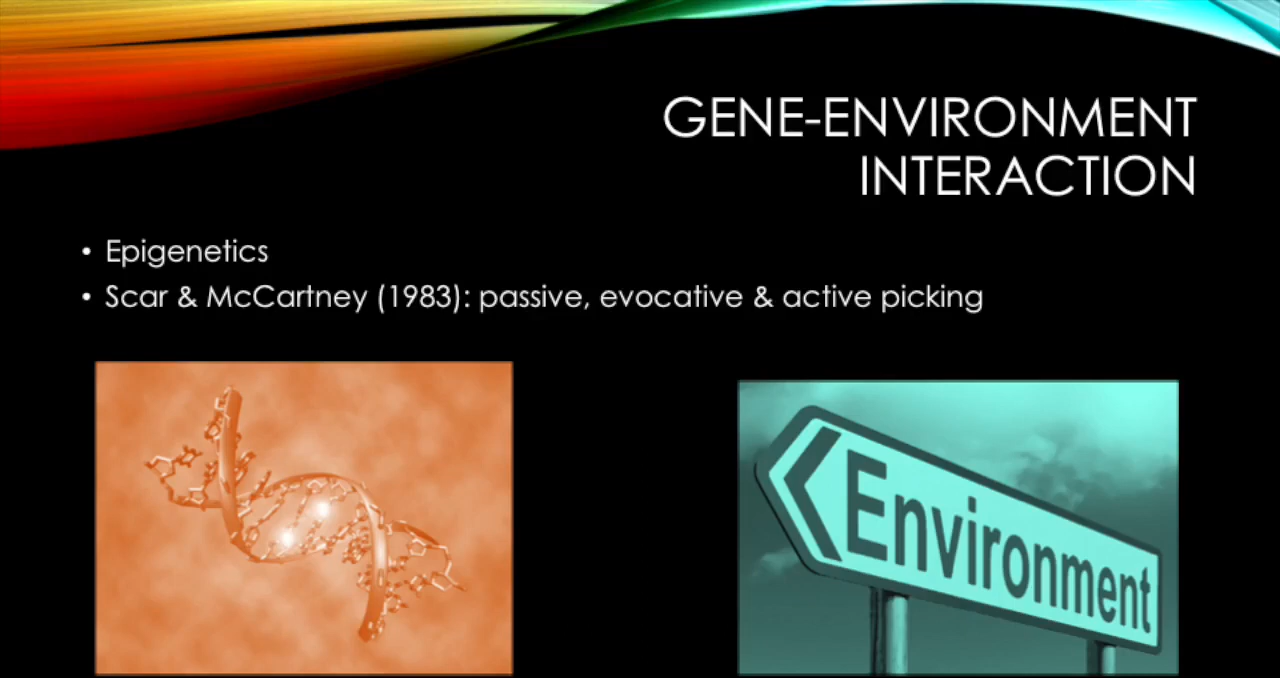 GENE-ENVIRONMENT
INTERACTION
• Epigenetics
• Scar & McCartney (1983): passive, evocative & active picking
Environment